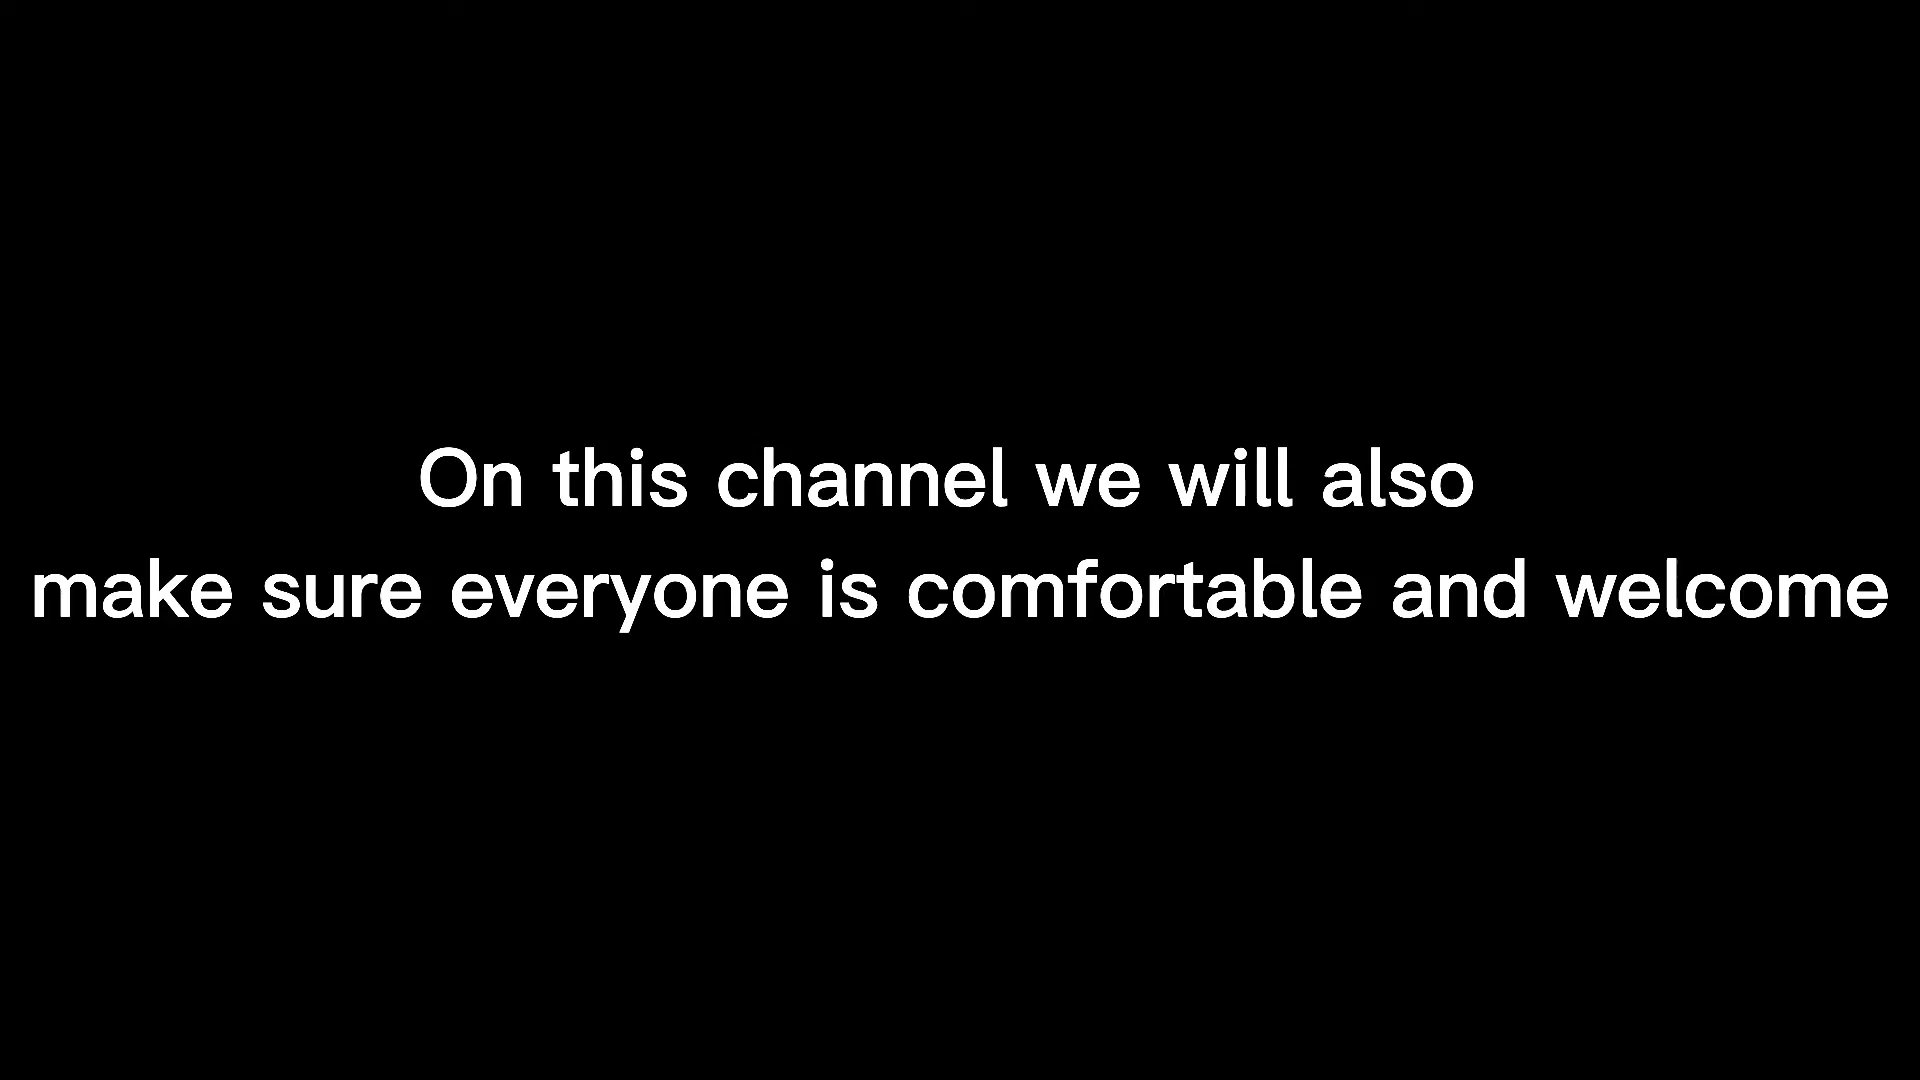 On this channel we will also
make sure everyone is comfortable and welcome